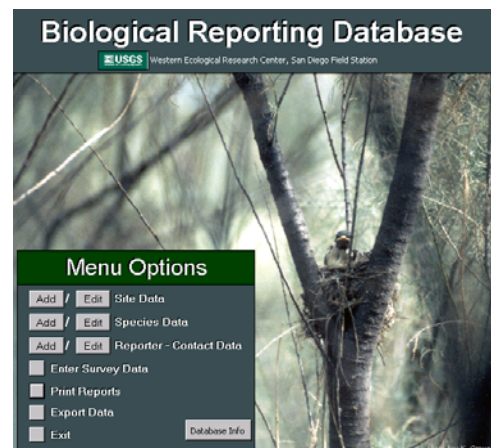 Biological Reporting Database
USGS Western Ecological Research Center, San Diego Field Station
Menu Options
Add / Edit Site Data
Add / Edit Species Data
Add / Edit Reporter - Contact Data
Enter Survey Data
Print Reports
Export Data
Exit
Database Info